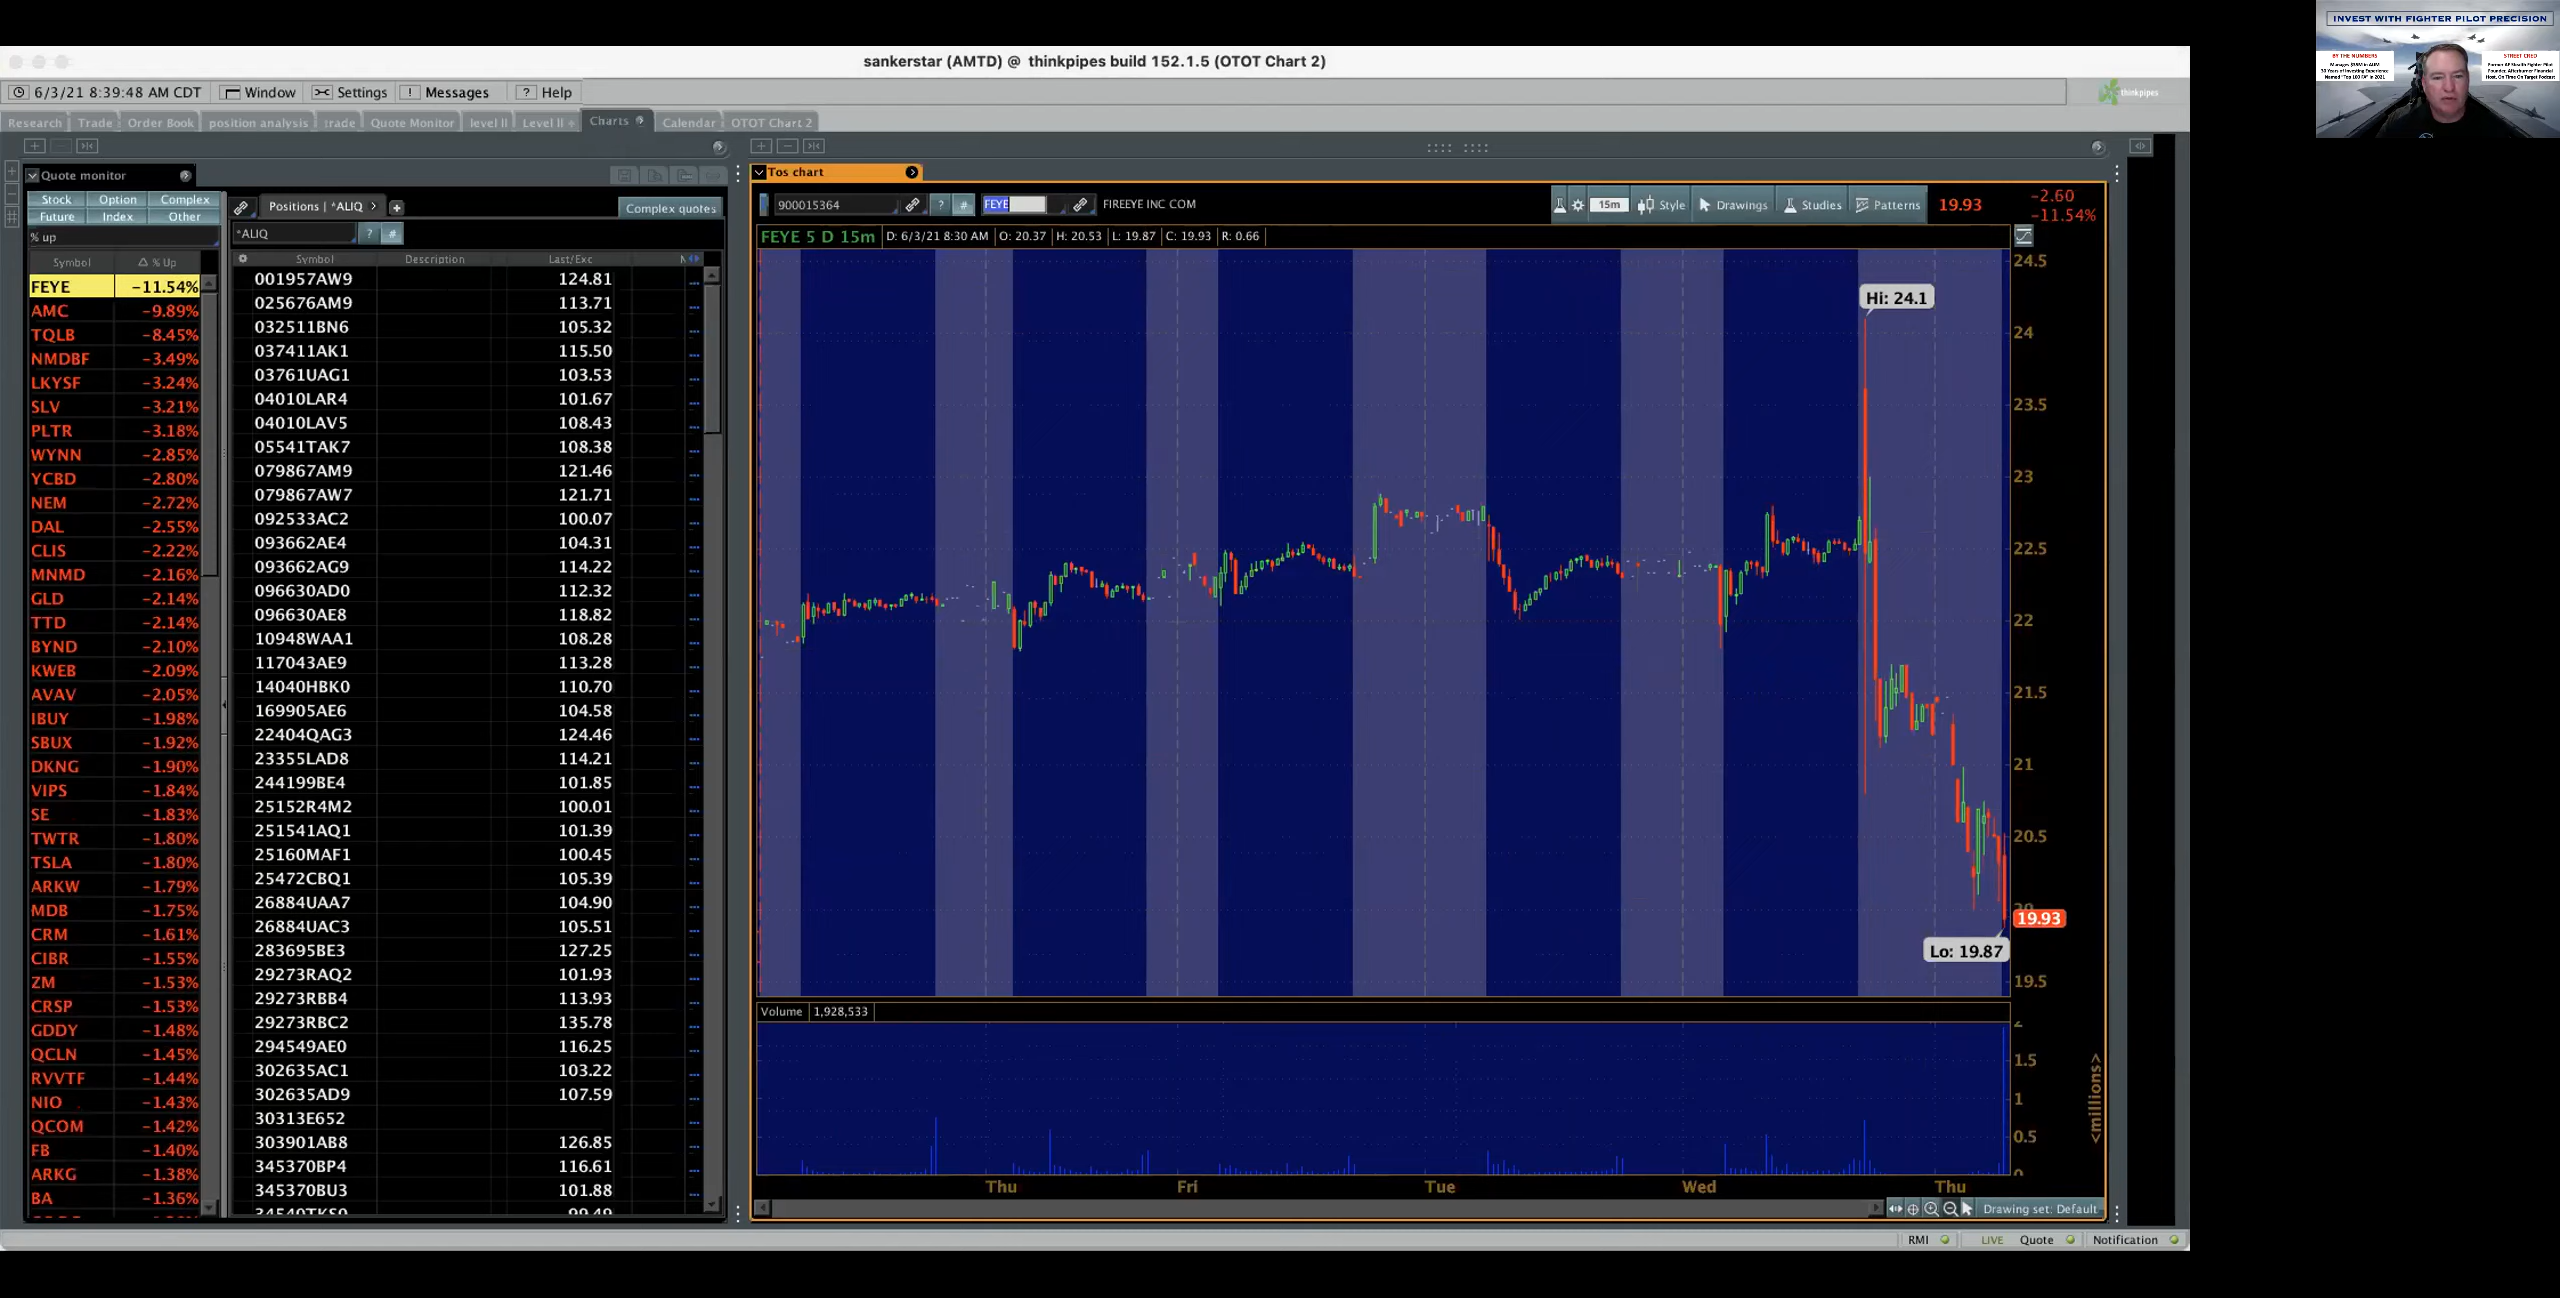 INVEST WITH FIGHTER PILOT PRECISION
BY THE NUMBERS
STREET CRED
sankerstar (AMTD) @ thinkpipes build 152.1.5 (OTOT Chart 2)
6/3/21 8:39:48 AM CDT Window Settings ! Messages ? Help
thinkpipes
Research Trade Order Book position analysis trade Quote Monitor level II Level II + Charts Calendar OTOT Chart 2
Quote monitor
Stock Option Complex
Future Index Other
% up
Symbol % Up
FEYE -11.54%
AMC -9.89%
TQLB -8.45%
NMDBF -3.49%
LKYSF -3.24%
SLV -3.21%
PLTR -3.18%
WYNN -2.85%
YCBD -2.80%
NEM -2.72%
DAL -2.55%
CLIS -2.22%
MNMD -2.16%
GLD -2.14%
TTD -2.14%
BYND -2.10%
KWEB -2.09%
AVAV -2.05%
IBUY -1.98%
SBUX -1.92%
DKNG -1.90%
VIPS -1.84%
SE -1.83%
TWTR -1.80%
TSLA -1.80%
ARKW -1.79%
MDB -1.75%
CRM -1.61%
CIBR -1.55%
ZM -1.53%
CRSP -1.53%
GDDY -1.48%
QCLN -1.45%
RVVTF -1.44%
NIO -1.43%
QCOM -1.42%
FB -1.40%
ARKG -1.38%
BA -1.36%
Positions | *ALIQ > Complex quotes
*ALIQ ? #
Symbol Description Last/Exc N
001957AW9 124.81
025676AM9 113.71
032511BN6 105.32
037411AK1 115.50
03761UAG1 103.53
04010LAR4 101.67
04010LAV5 108.43
05541TAK7 108.38
079867AM9 121.46
079867AW7 121.71
092533AC2 100.07
093662AE4 104.31
093662AG9 114.22
096630AD0 112.32
096630AE8 118.82
10948WAA1 108.28
117043AE9 113.28
14040HBK0 110.70
169905AE6 104.58
22404QAG3 124.46
23355LAD8 114.21
244199BE4 101.85
25152R4M2 100.01
251541AQ1 101.39
25160MAF1 100.45
25472CBQ1 105.39
26884UAA7 104.90
26884UAC3 105.51
283695BE3 127.25
29273RAQ2 101.93
29273RBB4 113.93
29273RBC2 135.78
294549AE0 116.25
302635AC1 103.22
302635AD9 107.59
30313E652
303901AB8 126.85
345370BP4 116.61
345370BU3 101.88
34540TKS0 99.49
Tos chart
900015364 ? # FEYE FIREEYE INC COM 15m Style Drawings Studies Patterns 19.93 -2.60
-11.54%
FEYE 5 D 15m D: 6/3/21 8:30 AM O: 20.37 H: 20.53 L: 19.87 C: 19.93 R: 0.66
24.5
Hi: 24.1
24
23.5
23
22.5
22
21.5
21
20.5
20
19.93
Lo: 19.87
19.5
Volume 1,928,533
2
1.5
1
0.5
0
<millions>
Thu Fri Tue Wed Thu
Drawing set: Default
RMI LIVE Quote Notification